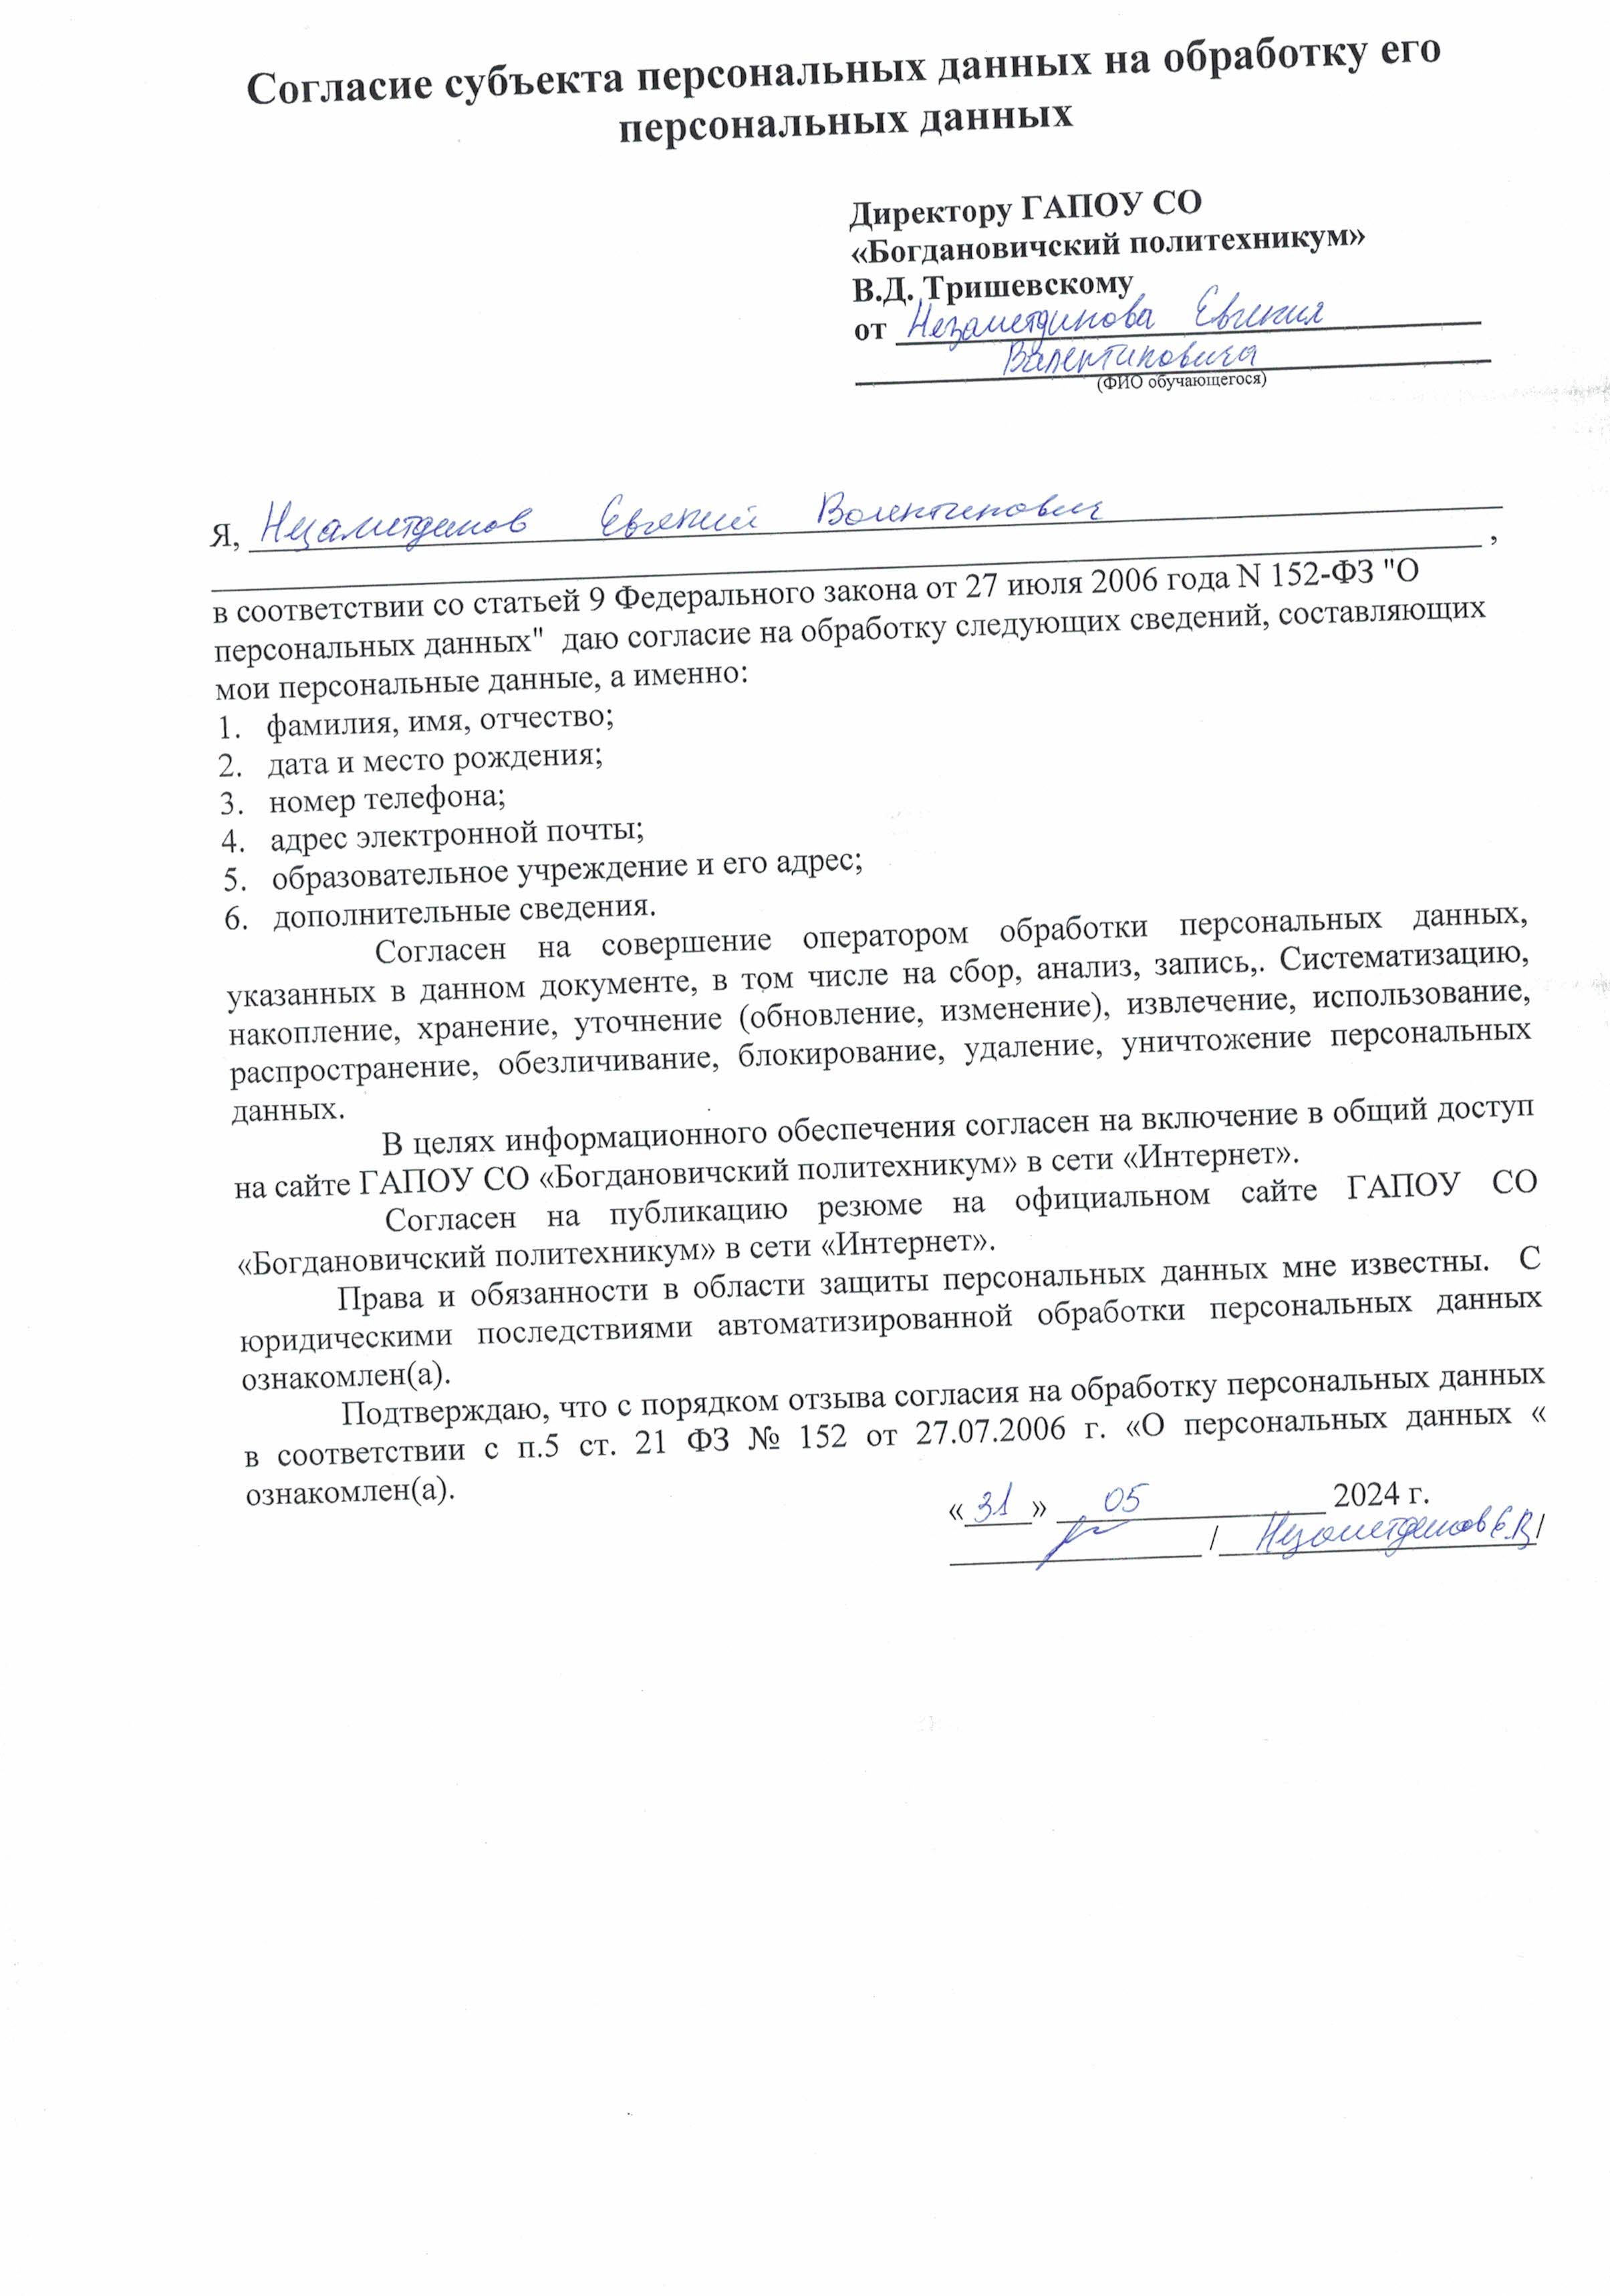 Согласие субъекта персональных данных на обработку его
персональных данных
Директору ГАПОУ СО
«Богдановичский политехникум»
В.Д. Тришевскому
от Незаметдинова Евгения
Валентиновича
(ФИО обучающегося)
Я, Незаметдинов Евгений Валентинович
,
в соответствии со статьей 9 Федерального закона от 27 июля 2006 года N 152-ФЗ "О
персональных данных" даю согласие на обработку следующих сведений, составляющих
мои персональные данные, а именно:
1. фамилия, имя, отчество;
2. дата и место рождения;
3. номер телефона;
4. адрес электронной почты;
5. образовательное учреждение и его адрес;
6. дополнительные сведения.
Согласен на совершение оператором обработки персональных данных,
указанных в данном документе, в том числе на сбор, анализ, запись,. Систематизацию,
накопление, хранение, уточнение (обновление, изменение), извлечение, использование,
распространение, обезличивание, блокирование, удаление, уничтожение персональных
данных.
В целях информационного обеспечения согласен на включение в общий доступ
на сайте ГАПОУ СО «Богдановичский политехникум» в сети «Интернет».
Согласен на публикацию резюме на официальном сайте ГАПОУ СО
«Богдановичский политехникум» в сети «Интернет».
Права и обязанности в области защиты персональных данных мне известны. С
юридическими последствиями автоматизированной обработки персональных данных
ознакомлен(а).
Подтверждаю, что с порядком отзыва согласия на обработку персональных данных
в соответствии с п.5 ст. 21 ФЗ № 152 от 27.07.2006 г. «О персональных данных «
ознакомлен(а).
«31» 05 2024 г.
/ Незаметдинов Е.В/